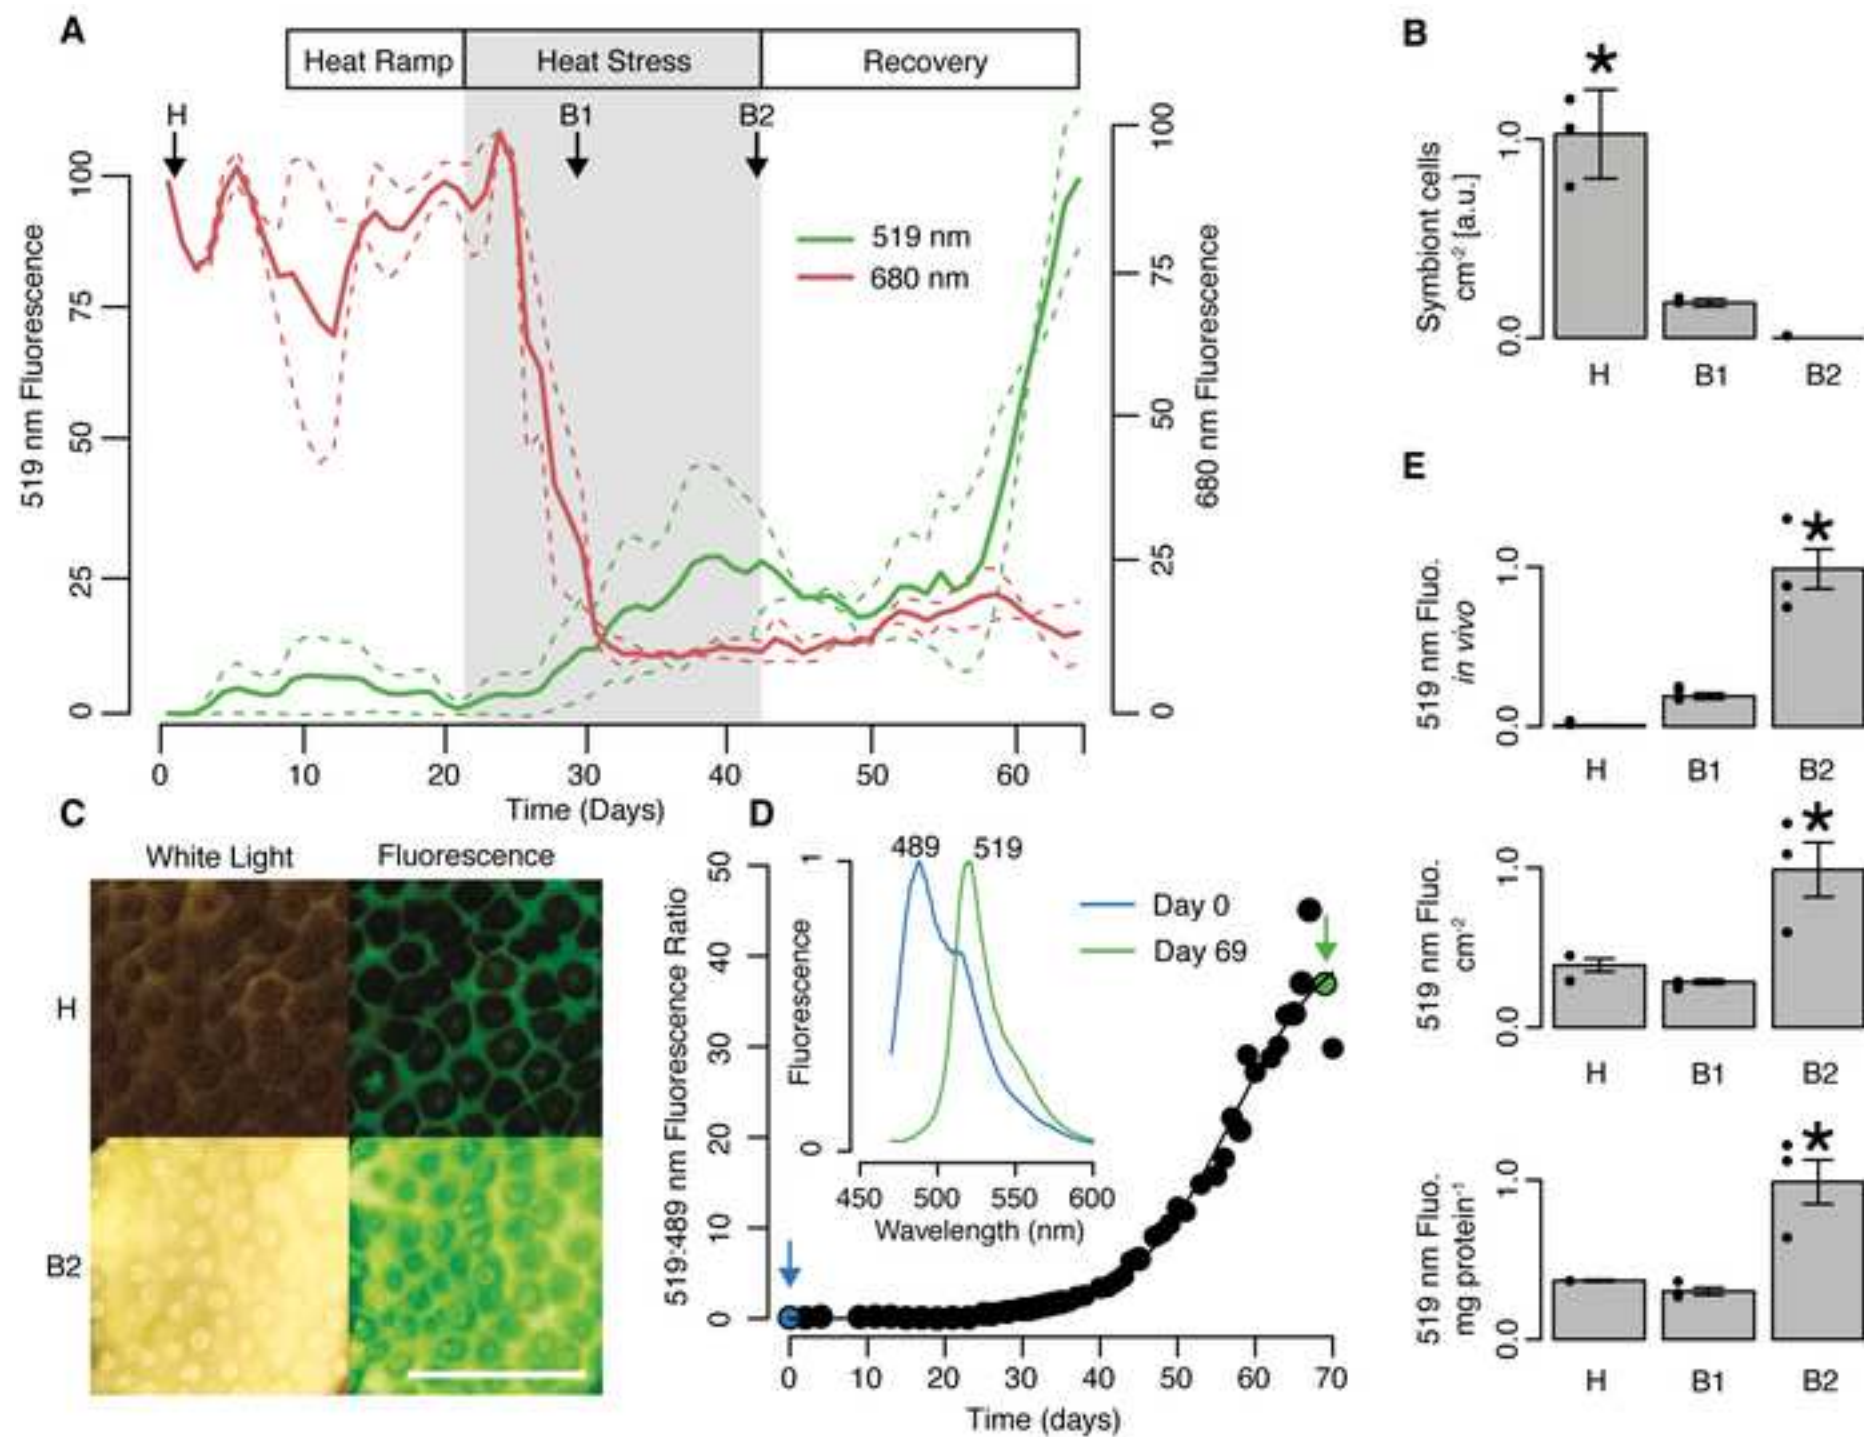 A
Heat Ramp Heat Stress Recovery
H B1 B2
519 nm Fluorescence
0 25 50 75 100
519 nm
680 nm
680 nm Fluorescence
0 25 50 75 100
0 10 20 30 40 50 60
Time (Days)
B
*
Symbiont cells
cm-2 [a.u.]
0.0 1.0
H B1 B2
C
White Light Fluorescence
H
B2
D
519:489 nm Fluorescence Ratio
0 10 20 30 40 50
489 519
Fluorescence
0 1
450 500 550 600
Wavelength (nm)
Day 0
Day 69
0 10 20 30 40 50 60 70
Time (days)
E
*
519 nm Fluo.
in vivo
0.0 1.0
H B1 B2
*
519 nm Fluo.
cm-2
0.0 1.0
H B1 B2
*
519 nm Fluo.
mg protein-1
0.0 1.0
H B1 B2